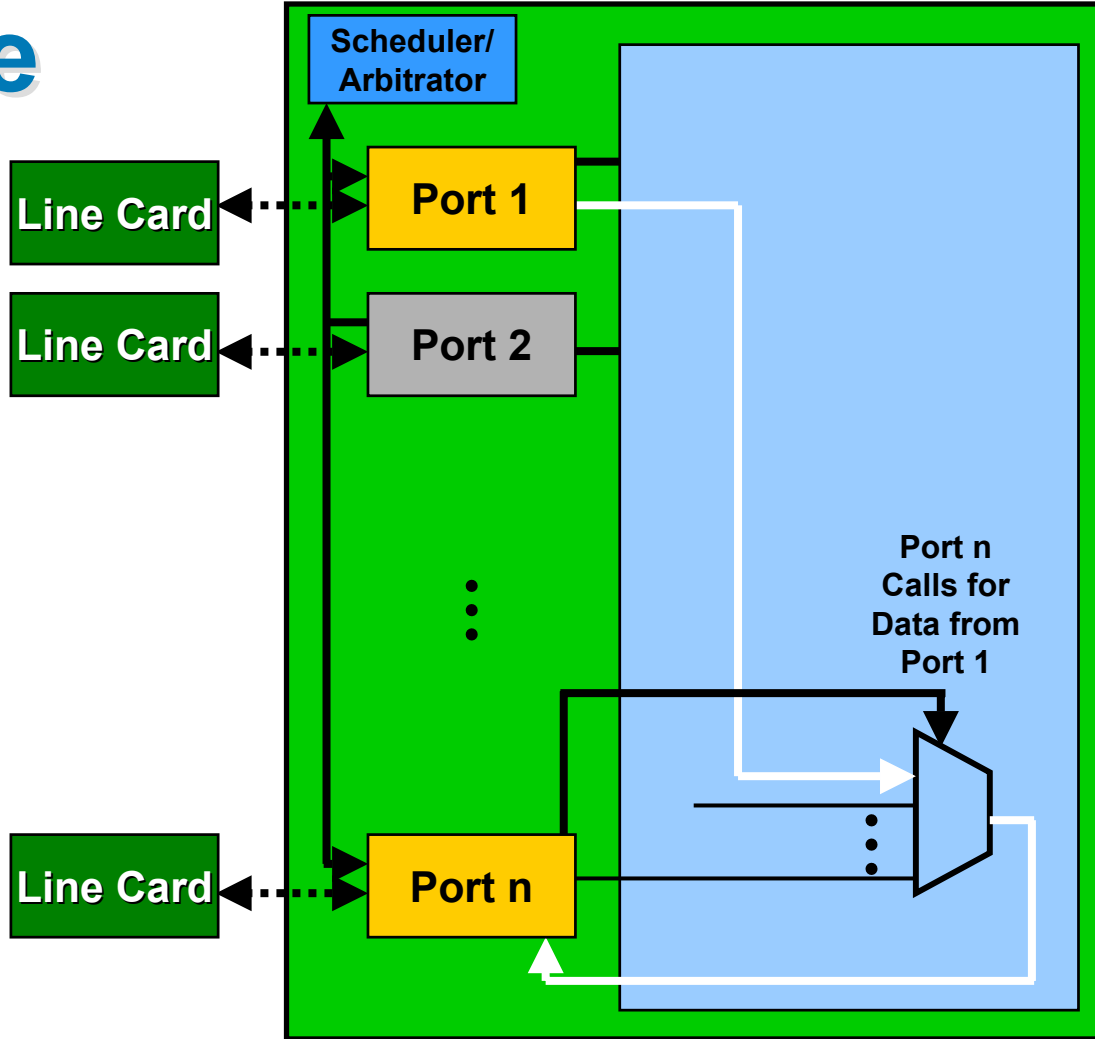 e
Scheduler/
Arbitrator
Line Card
Port 1
Line Card
Port 2
Port n
Calls for
Data from
Port 1
Line Card
Port n